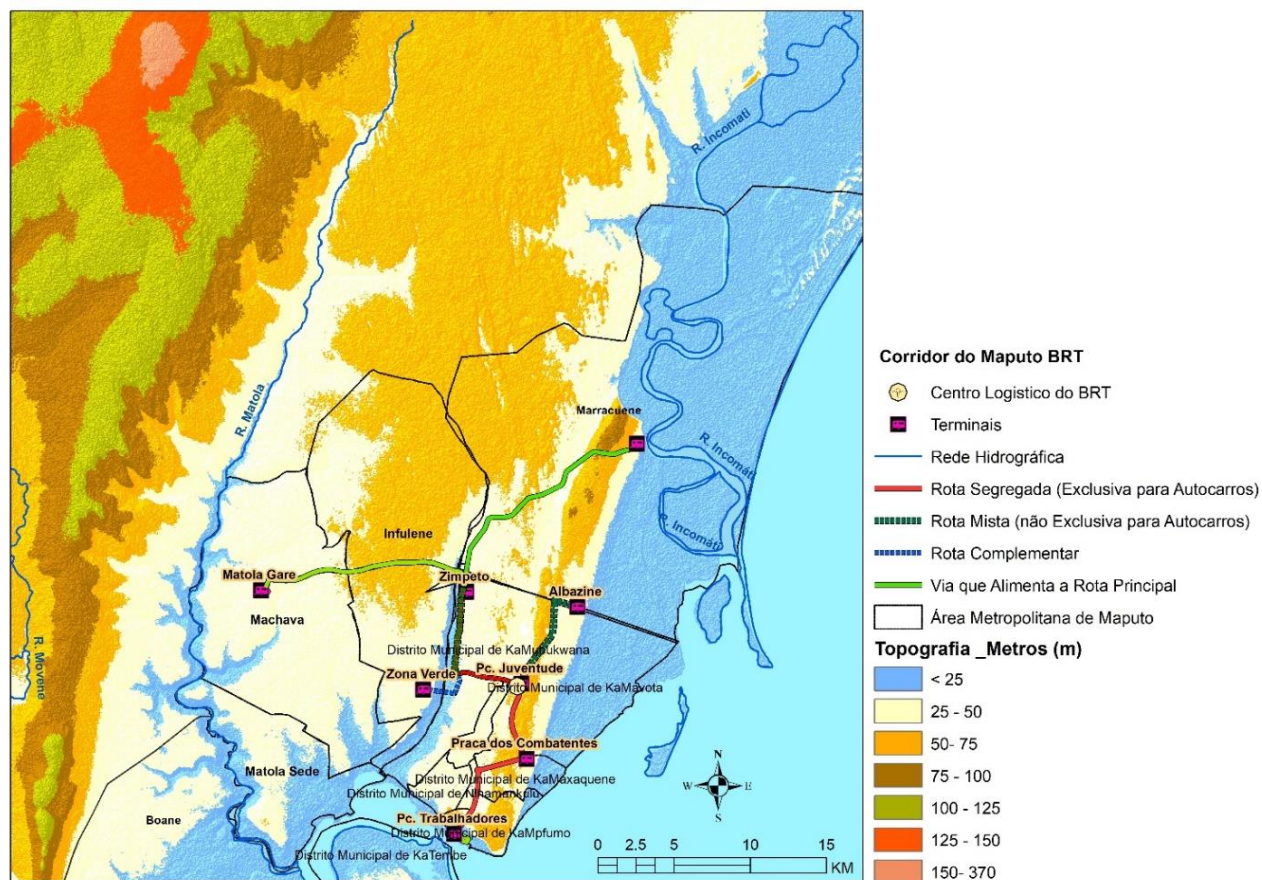 R. Incomati
R. Matola
Marracuene
R. Incomáti
R. Incomáti
Infulene
Matola Gare
Zimpeto
Albazine
Machava
R. Movene
Distrito Municipal de KaMubukwana
Zona Verde
Pc. Juventude
Distrito Municipal de KaMavota
Praca dos Combatentes
Matola Sede
Distrito Municipal de KaMaxaquene
Distrito Municipal de Nlhamankulu
Boane
Pc. Trabalhadores
Distrito Municipal de KaMpfumo
Distrito Municipal de KaTembe
N
W
E
S
0 2.5 5 10 15
KM
Corridor do Maputo BRT
Centro Logistico do BRT
Terminais
Rede Hidrográfica
Rota Segregada (Exclusiva para Autocarros)
Rota Mista (não Exclusiva para Autocarros)
Rota Complementar
Via que Alimenta a Rota Principal
Área Metropolitana de Maputo
Topografia _Metros (m)
< 25
25 - 50
50- 75
75 - 100
100 - 125
125 - 150
150- 370